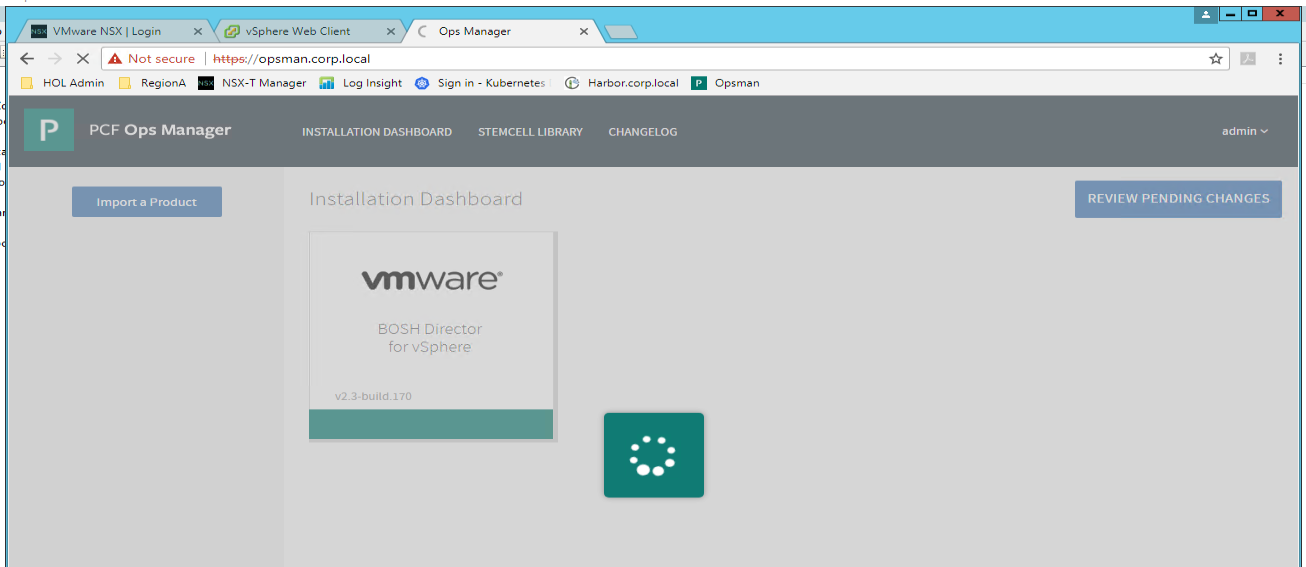 VMware NSX | Login
vSphere Web Client
Ops Manager
Not secure
https://opsman.corp.local
HOL Admin
RegionA
NSX
NSX-T Manager
Log Insight
Sign in - Kubernetes
Harbor.corp.local
P
Opsman
P
PCF Ops Manager
INSTALLATION DASHBOARD
STEMCELL LIBRARY
CHANGELOG
admin
Import a Product
Installation Dashboard
REVIEW PENDING CHANGES
vmware®
BOSH Director
for vSphere
v2.3-build.170